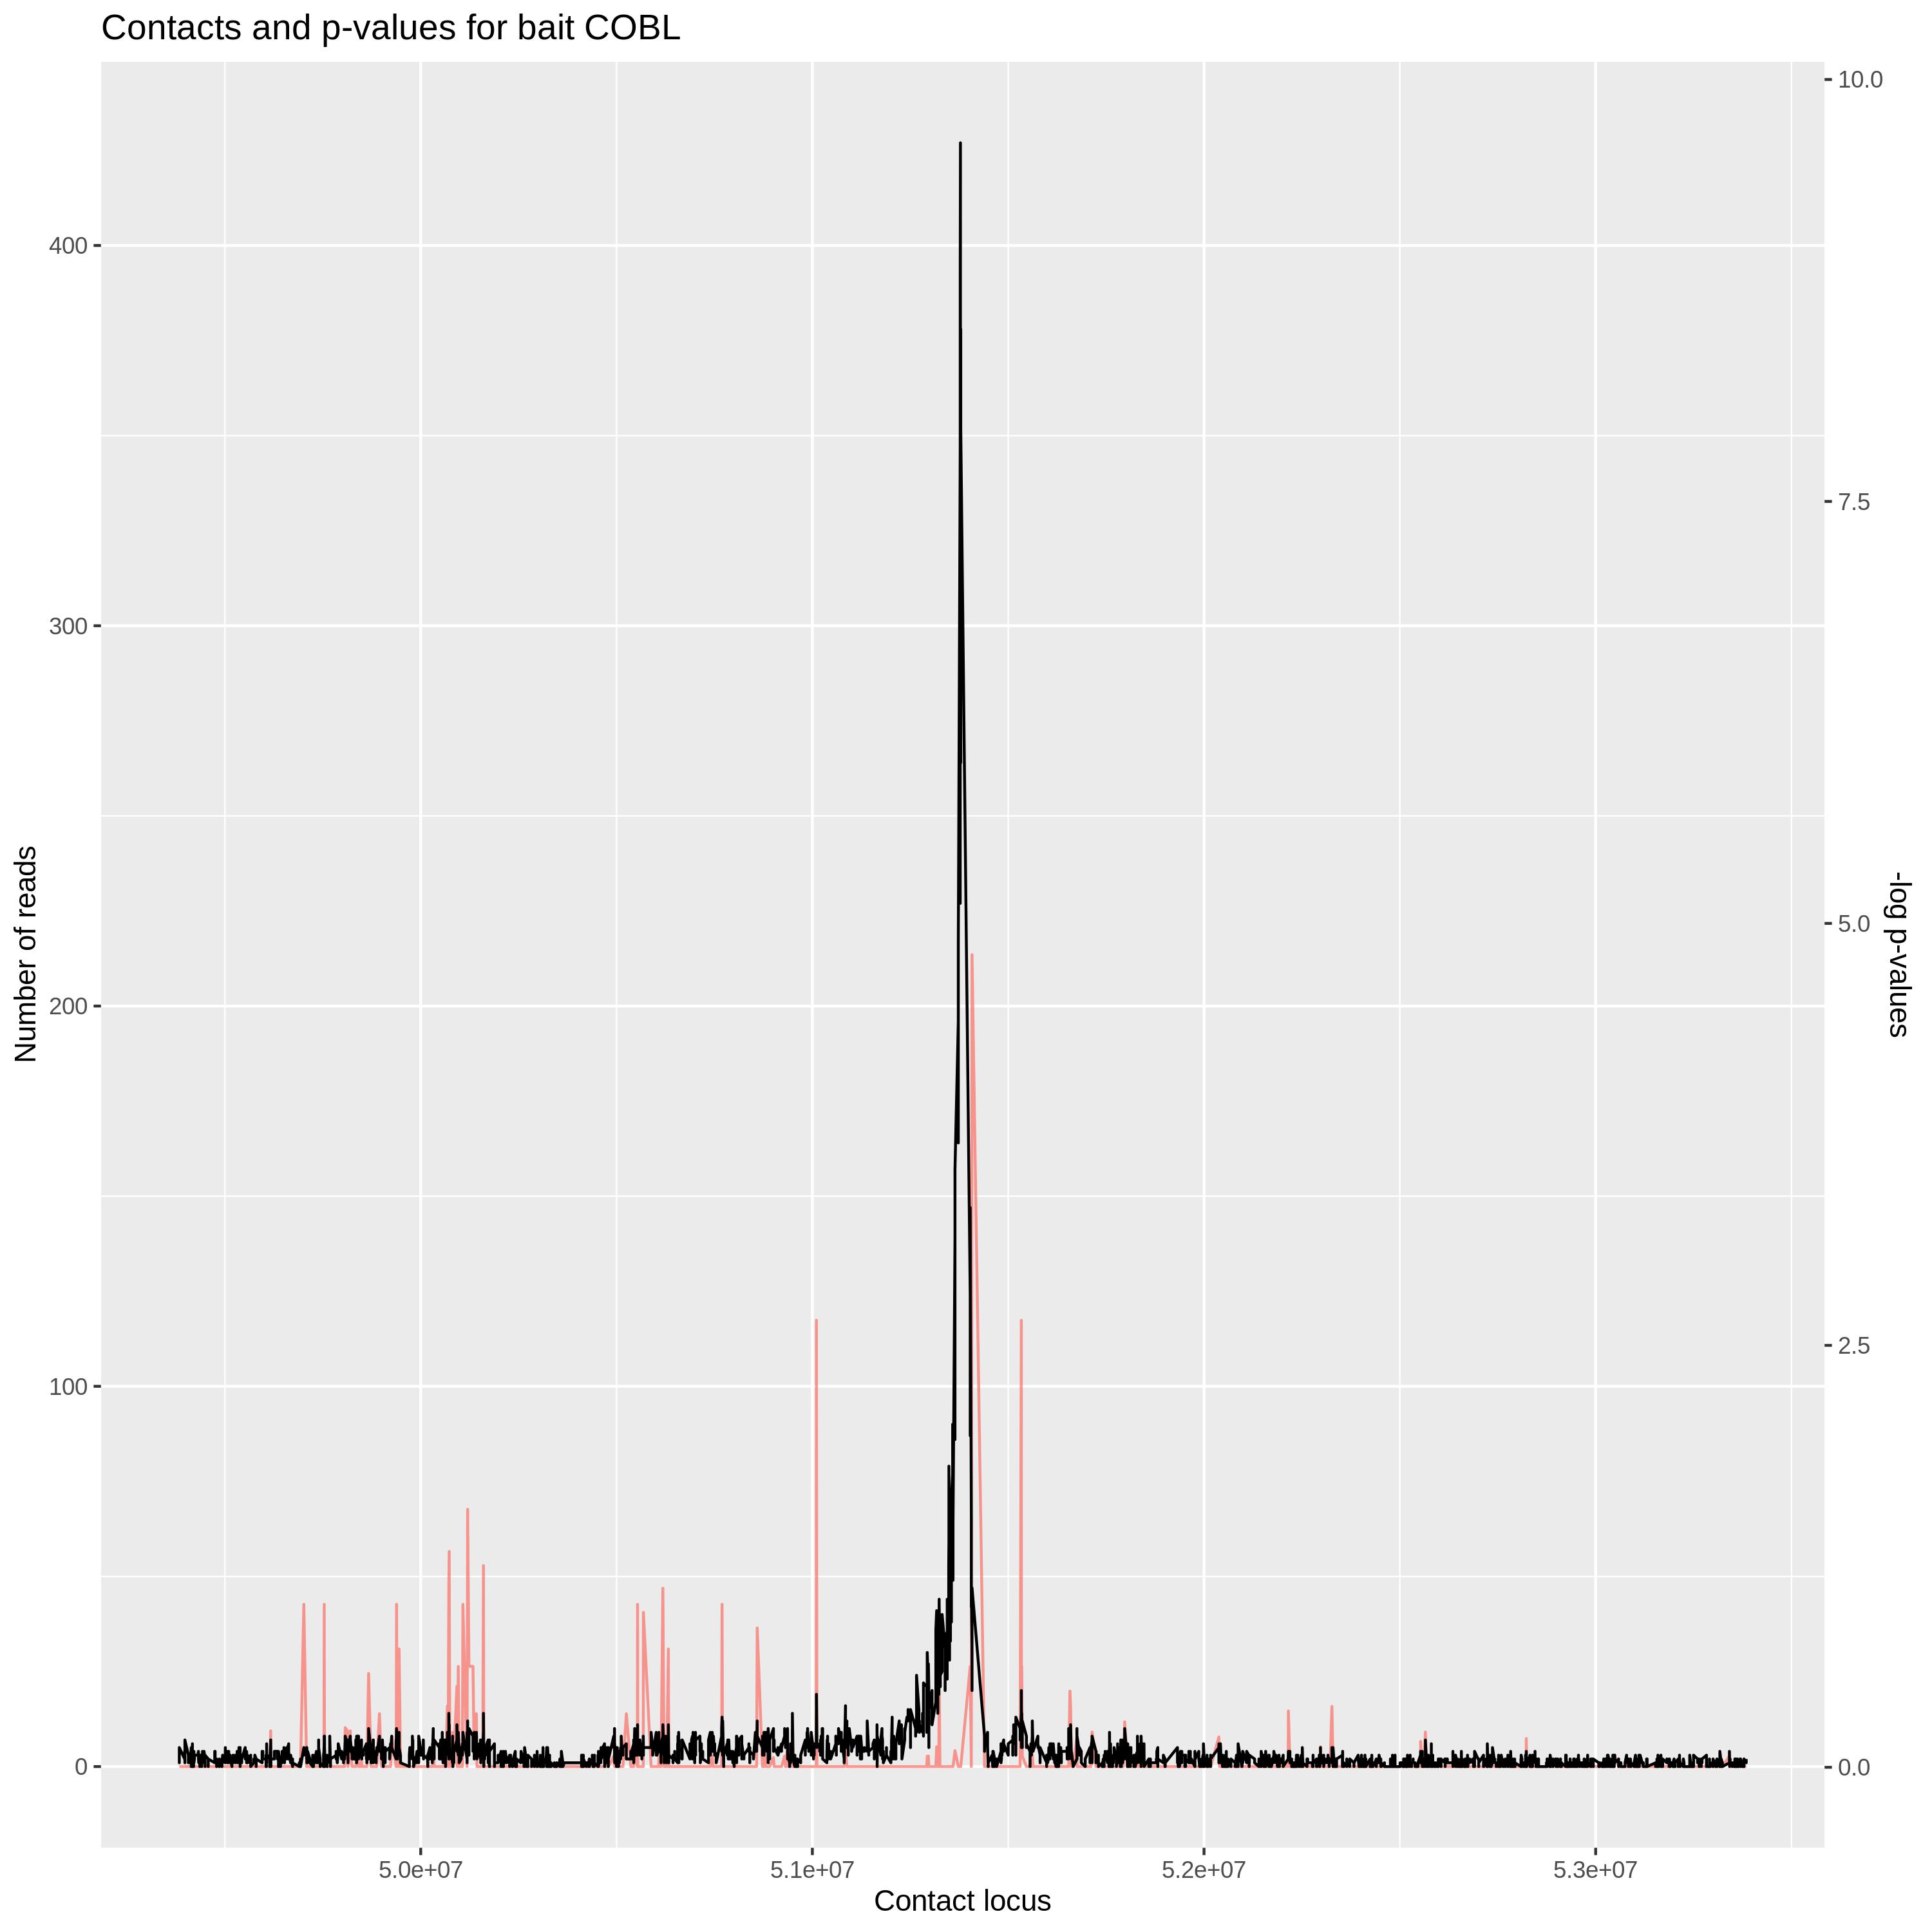 Contacts and p-values for bait COBL
10.0
400
7.5
300
Number of reads
5.0
-log p-values
200
2.5
100
0
0.0
5.0e+07 5.1e+07 5.2e+07 5.3e+07
Contact locus